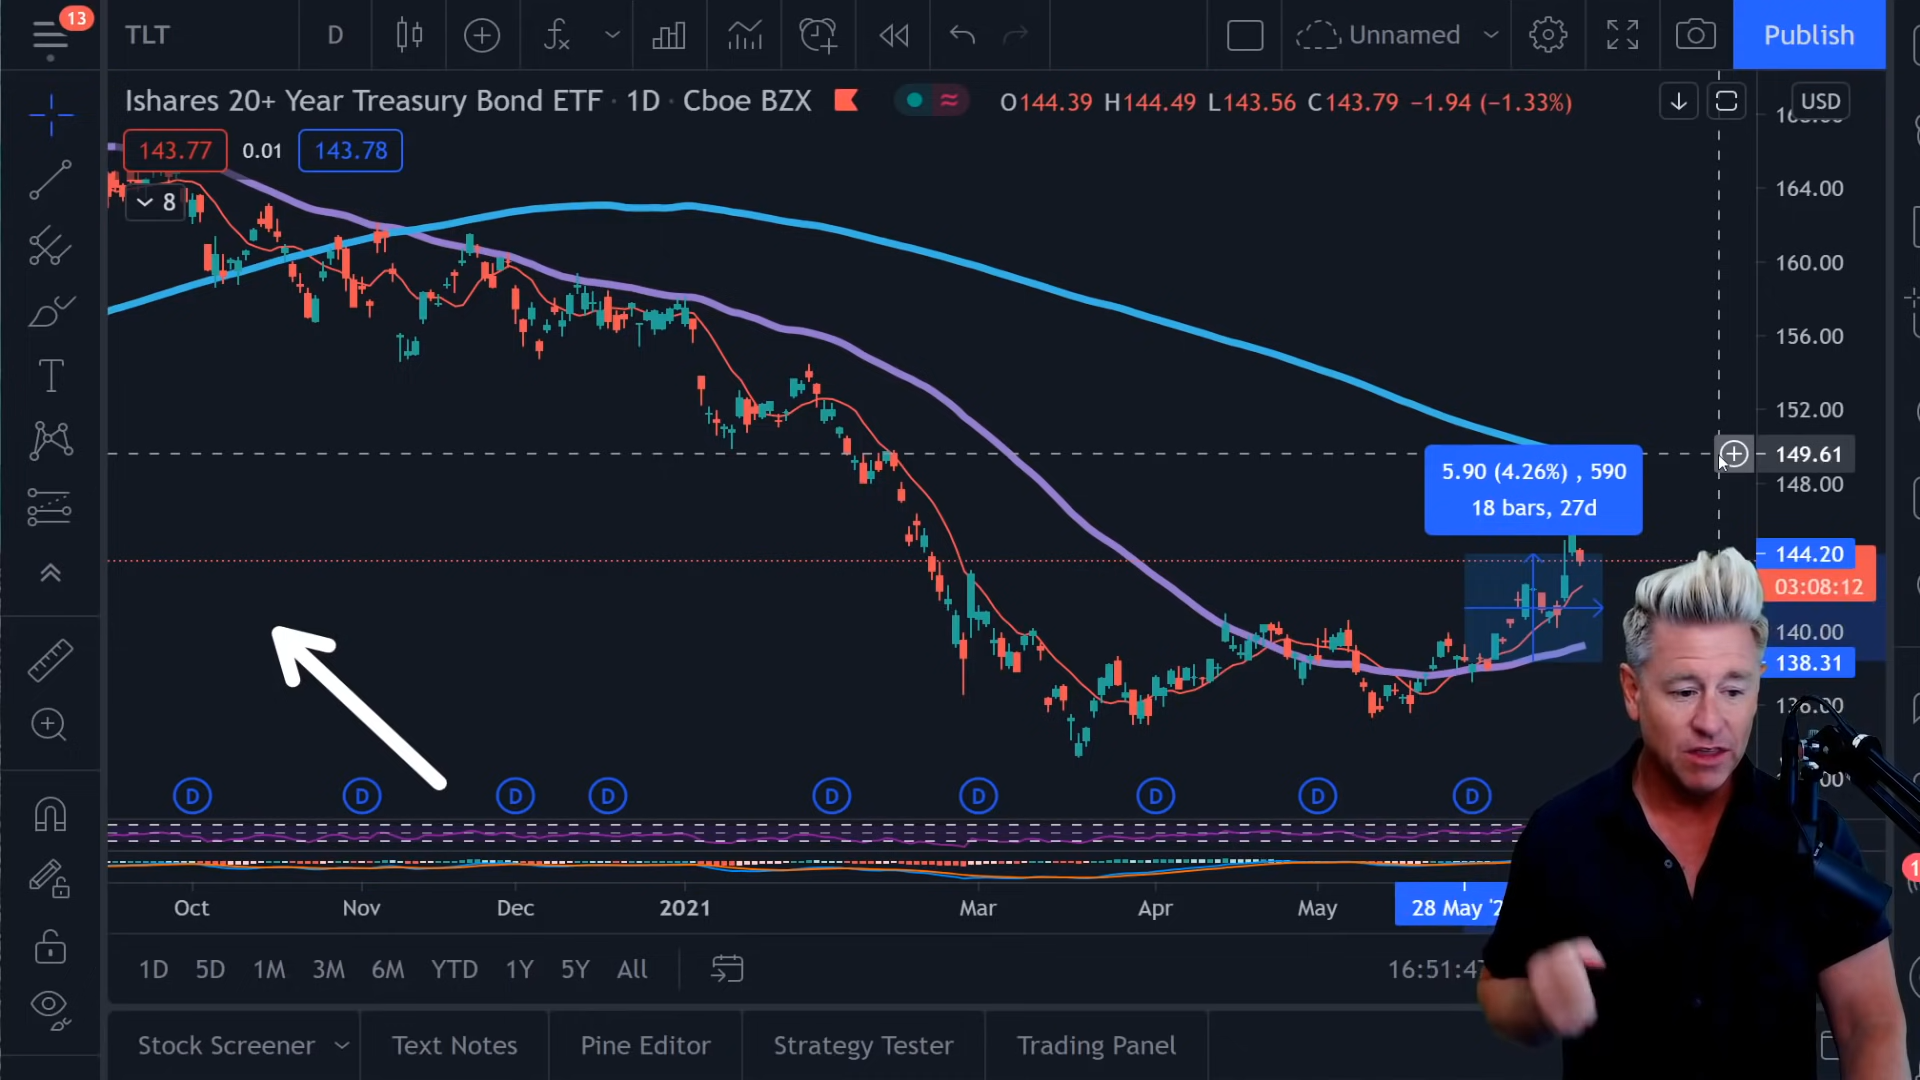 13
TLT
D
Unnamed
Publish
Ishares 20+ Year Treasury Bond ETF · 1D · Cboe BZX
O144.39 H144.49 L143.56 C143.79 −1.94 (−1.33%)
USD
143.77 0.01 143.78
8
164.00
160.00
156.00
152.00
149.61
148.00
5.90 (4.26%) , 590
18 bars, 27d
144.20
03:08:12
140.00
138.31
D D D D D D D D D
Oct Nov Dec 2021 Mar Apr May 28 May
1D 5D 1M 3M 6M YTD 1Y 5Y All
16:51:47
Stock Screener Text Notes Pine Editor Strategy Tester Trading Panel